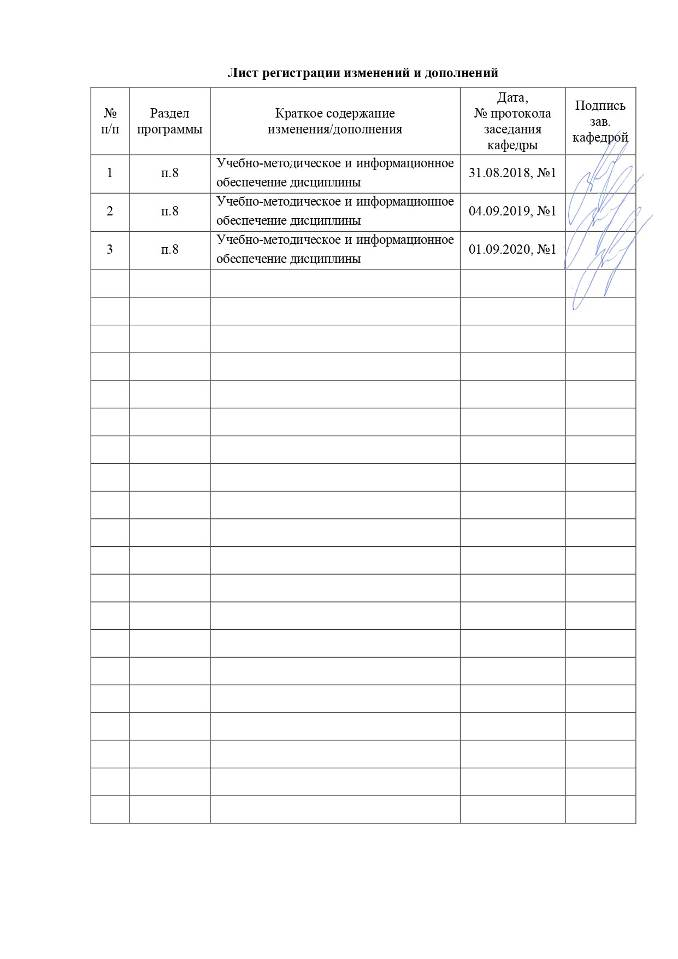 Лист регистрации изменений и дополнений
№ п/п
Раздел программы
Краткое содержание изменения/дополнения
Дата, № протокола заседания кафедры
Подпись зав. кафедрой
1
п.8
Учебно-методическое и информационное
обеспечение дисциплины
31.08.2018, №1
2
п.8
Учебно-методическое и информационное
обеспечение дисциплины
04.09.2019, №1
3
п.8
Учебно-методическое и информационное
обеспечение дисциплины
01.09.2020, №1